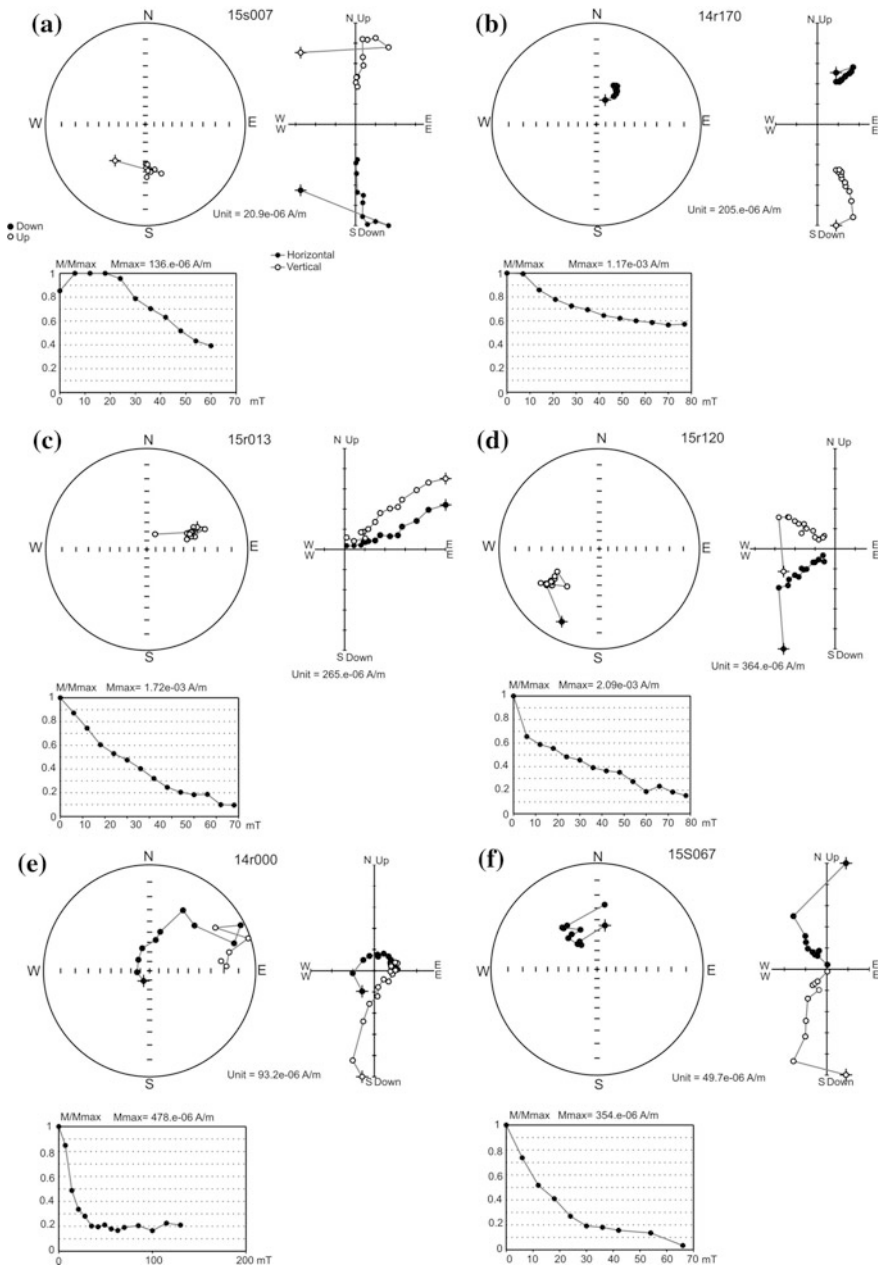 (a)
15s007
N
W
E
S
N Up
W
W
E
E
S Down
Unit = 20.9e-06 A/m
● Down
○ Up
Horizontal
Vertical
M/Mmax Mmax= 136.e-06 A/m
1
0.8
0.6
0.4
0.2
0
0 10 20 30 40 50 60 70 mT
(b)
14r170
N
W
E
S
N Up
W
W
E
E
S Down
Unit = 205.e-06 A/m
M/Mmax Mmax= 1.17e-03 A/m
1
0.8
0.6
0.4
0.2
0
0 10 20 30 40 50 60 70 80 mT
(c)
15r013
N
W
E
S
N Up
W
W
E
E
S Down
Unit = 265.e-06 A/m
M/Mmax Mmax= 1.72e-03 A/m
1
0.8
0.6
0.4
0.2
0
0 10 20 30 40 50 60 70 mT
(d)
15r120
N
W
E
S
N Up
W
W
E
E
S Down
Unit = 364.e-06 A/m
M/Mmax Mmax= 2.09e-03 A/m
1
0.8
0.6
0.4
0.2
0
0 10 20 30 40 50 60 70 80 mT
(e)
14r000
N
W
E
S
N Up
W
W
E
E
S Down
Unit = 93.2e-06 A/m
M/Mmax Mmax= 478.e-06 A/m
1
0.8
0.6
0.4
0.2
0
0 100 200 mT
(f)
15S067
N
W
E
S
N Up
W
W
E
E
S Down
Unit = 49.7e-06 A/m
M/Mmax Mmax= 354.e-06 A/m
1
0.8
0.6
0.4
0.2
0
0 10 20 30 40 50 60 70 mT